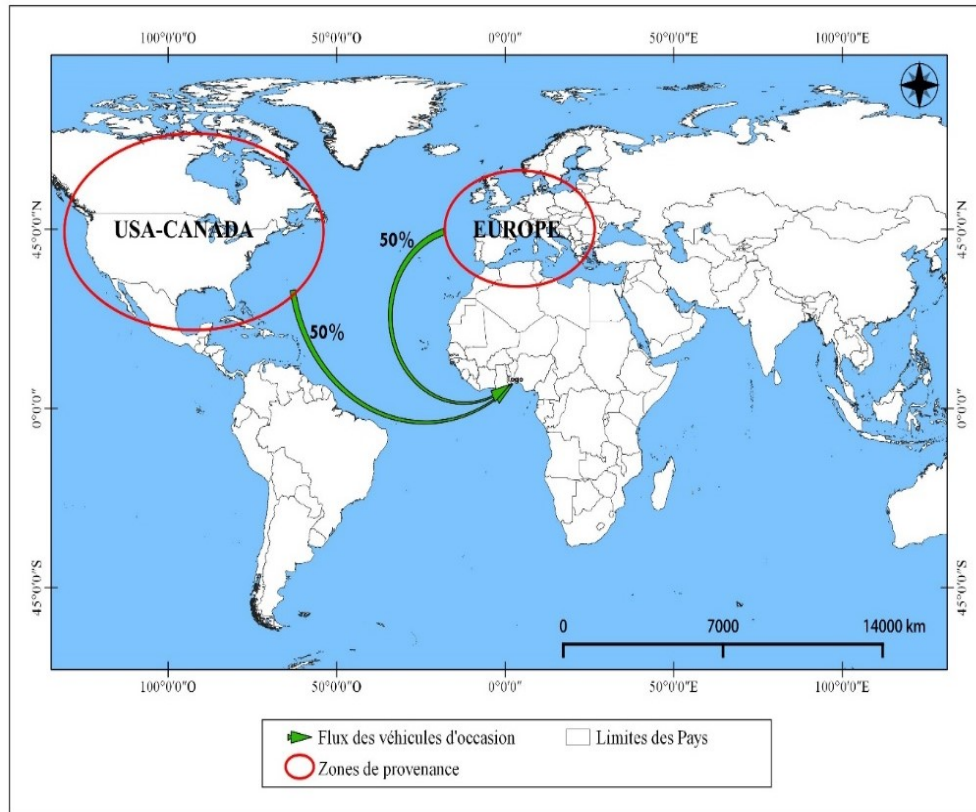 100°0'0"O 50°0'0"O 0°0'0" 50°0'0"E 100°0'0"E
45°0'0"N 45°0'0"N
USA-CANADA
EUROPE
50%
50%
Togo
0°0'0" 0°0'0"
45°0'0"S 45°0'0"S
0 7000 14000 km
100°0'0"O 50°0'0"O 0°0'0" 50°0'0"E 100°0'0"E
Flux des véhicules d'occasion Limites des Pays
Zones de provenance